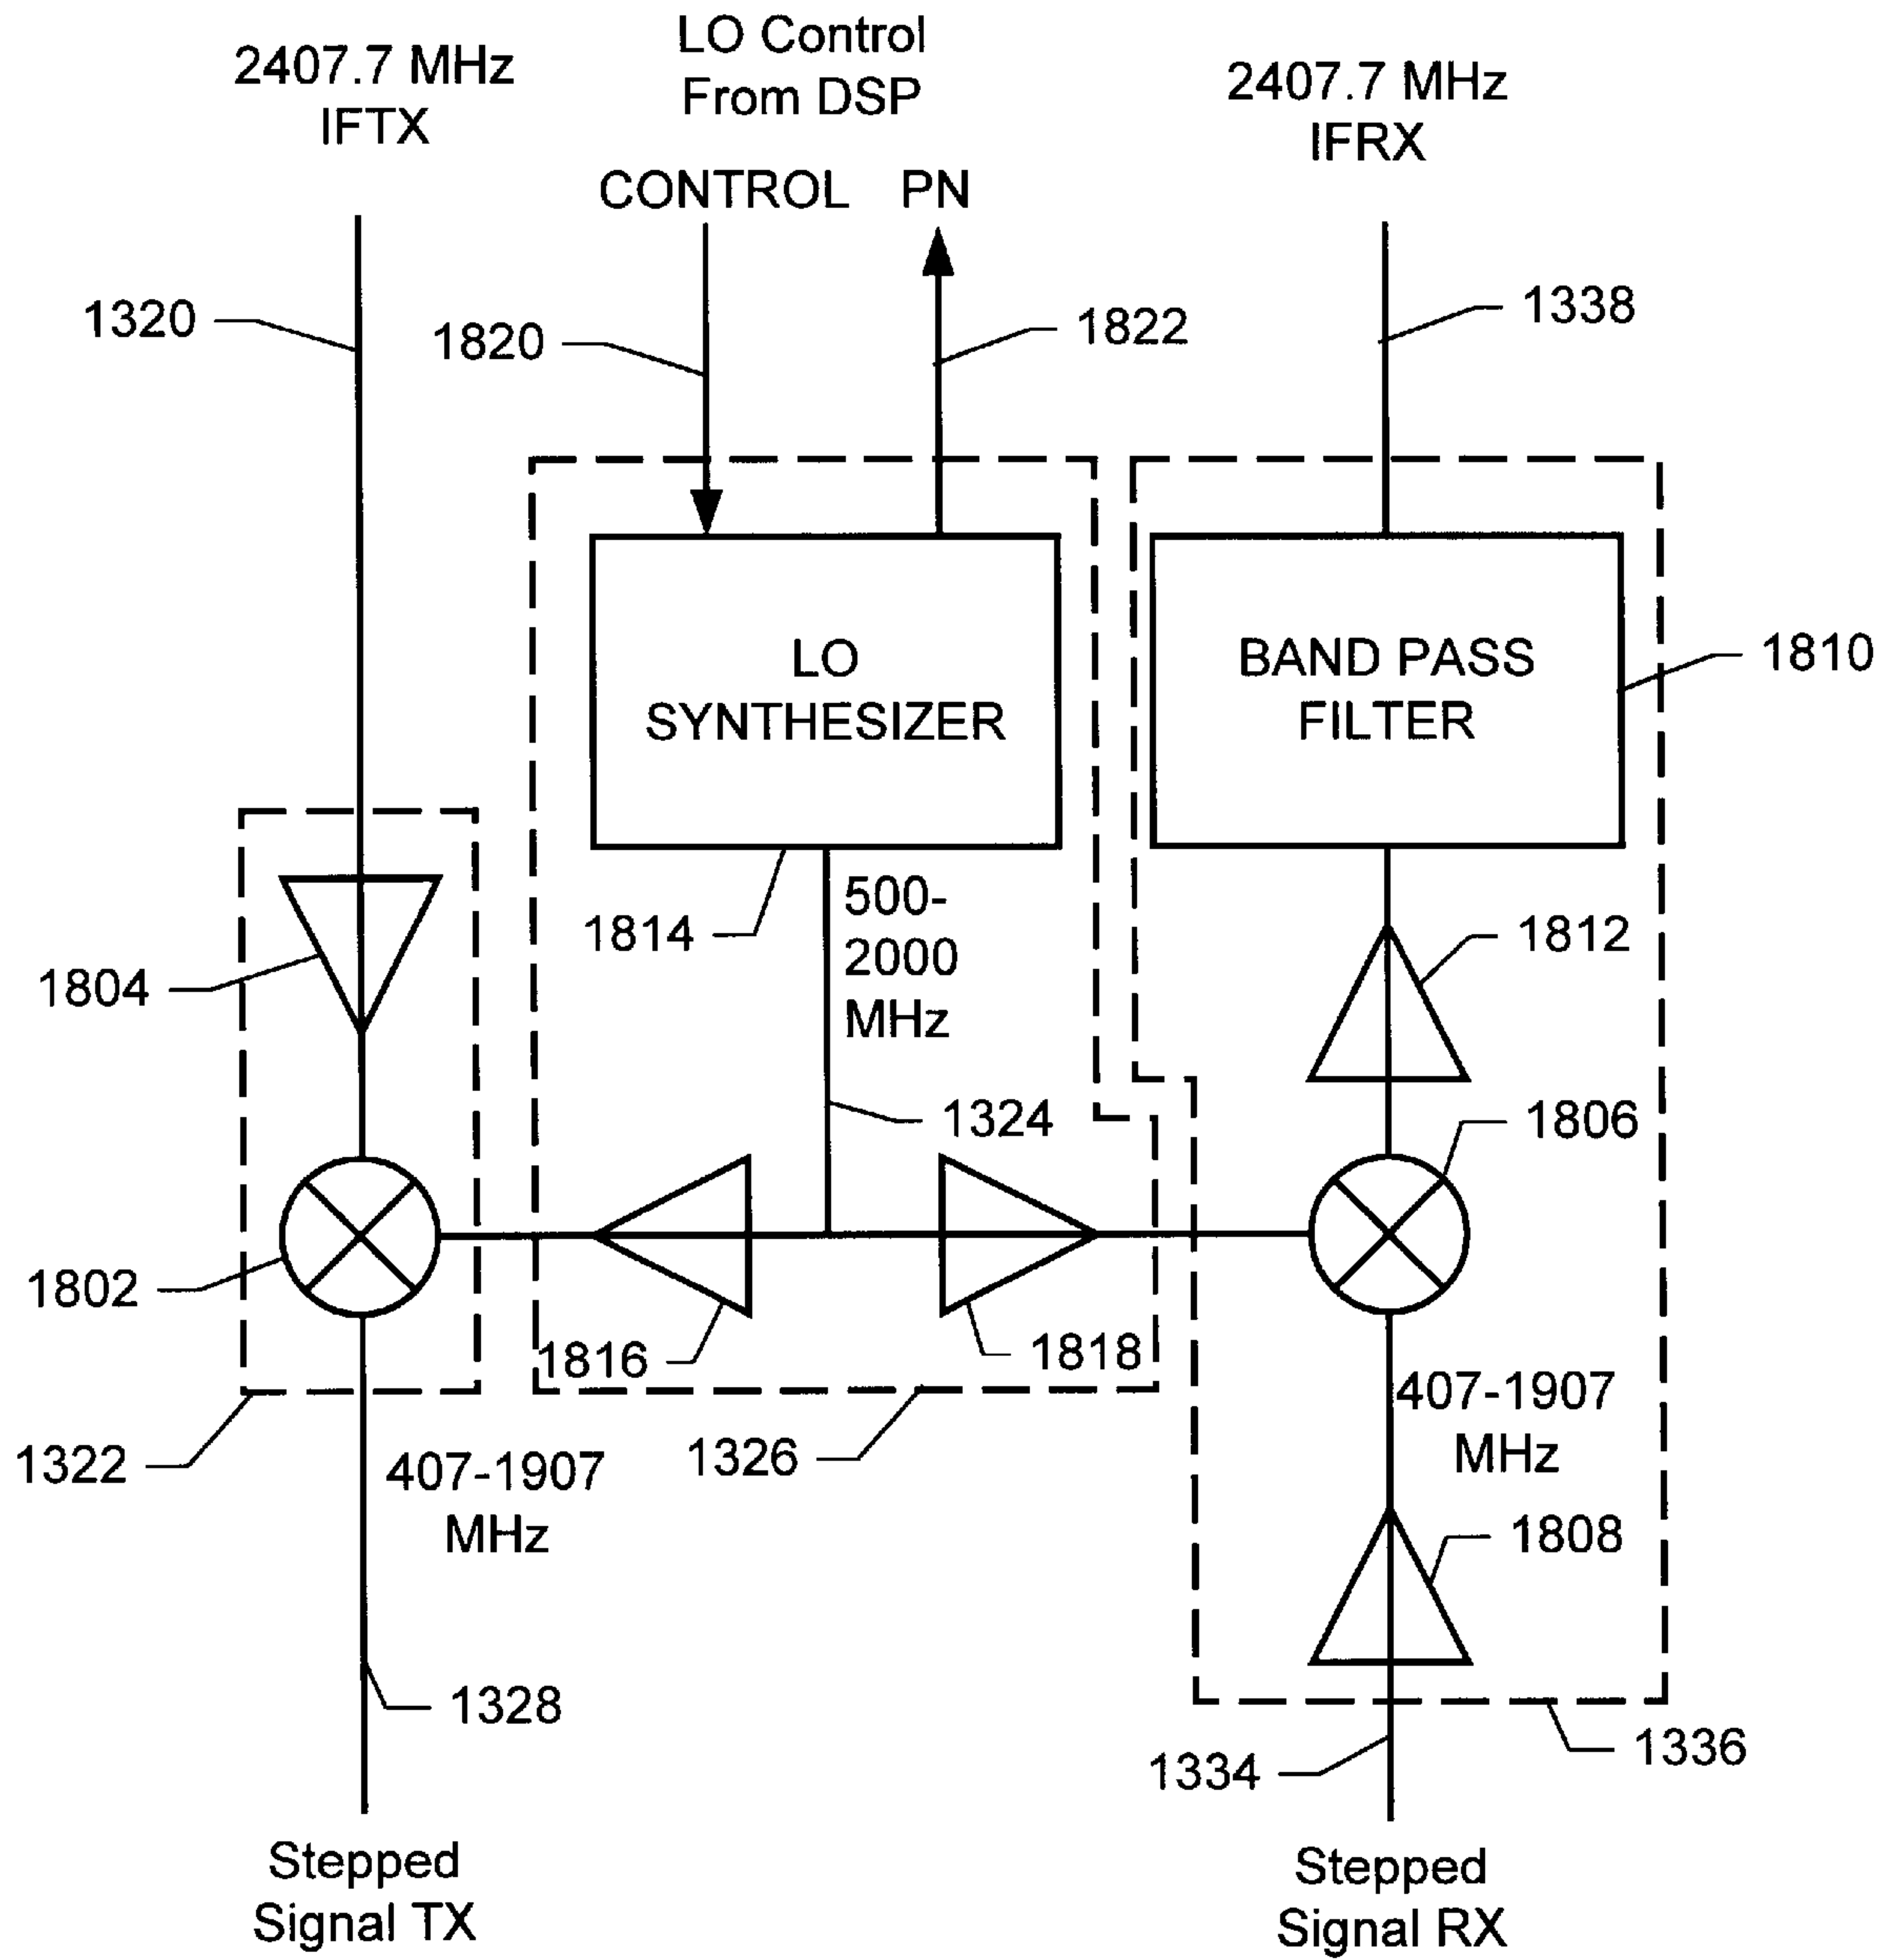 2407.7 MHz
IFTX
LO Control
From DSP
2407.7 MHz
IFRX
CONTROL
PN
1320
1820
1822
1338
LO
SYNTHESIZER
BAND PASS
FILTER
1810
1814
500-
2000
MHz
1804
1812
1324
1806
1802
1816
1818
407-1907
MHz
1322
407-1907
MHz
1326
1808
1328
1334
1336
Stepped
Signal TX
Stepped
Signal RX